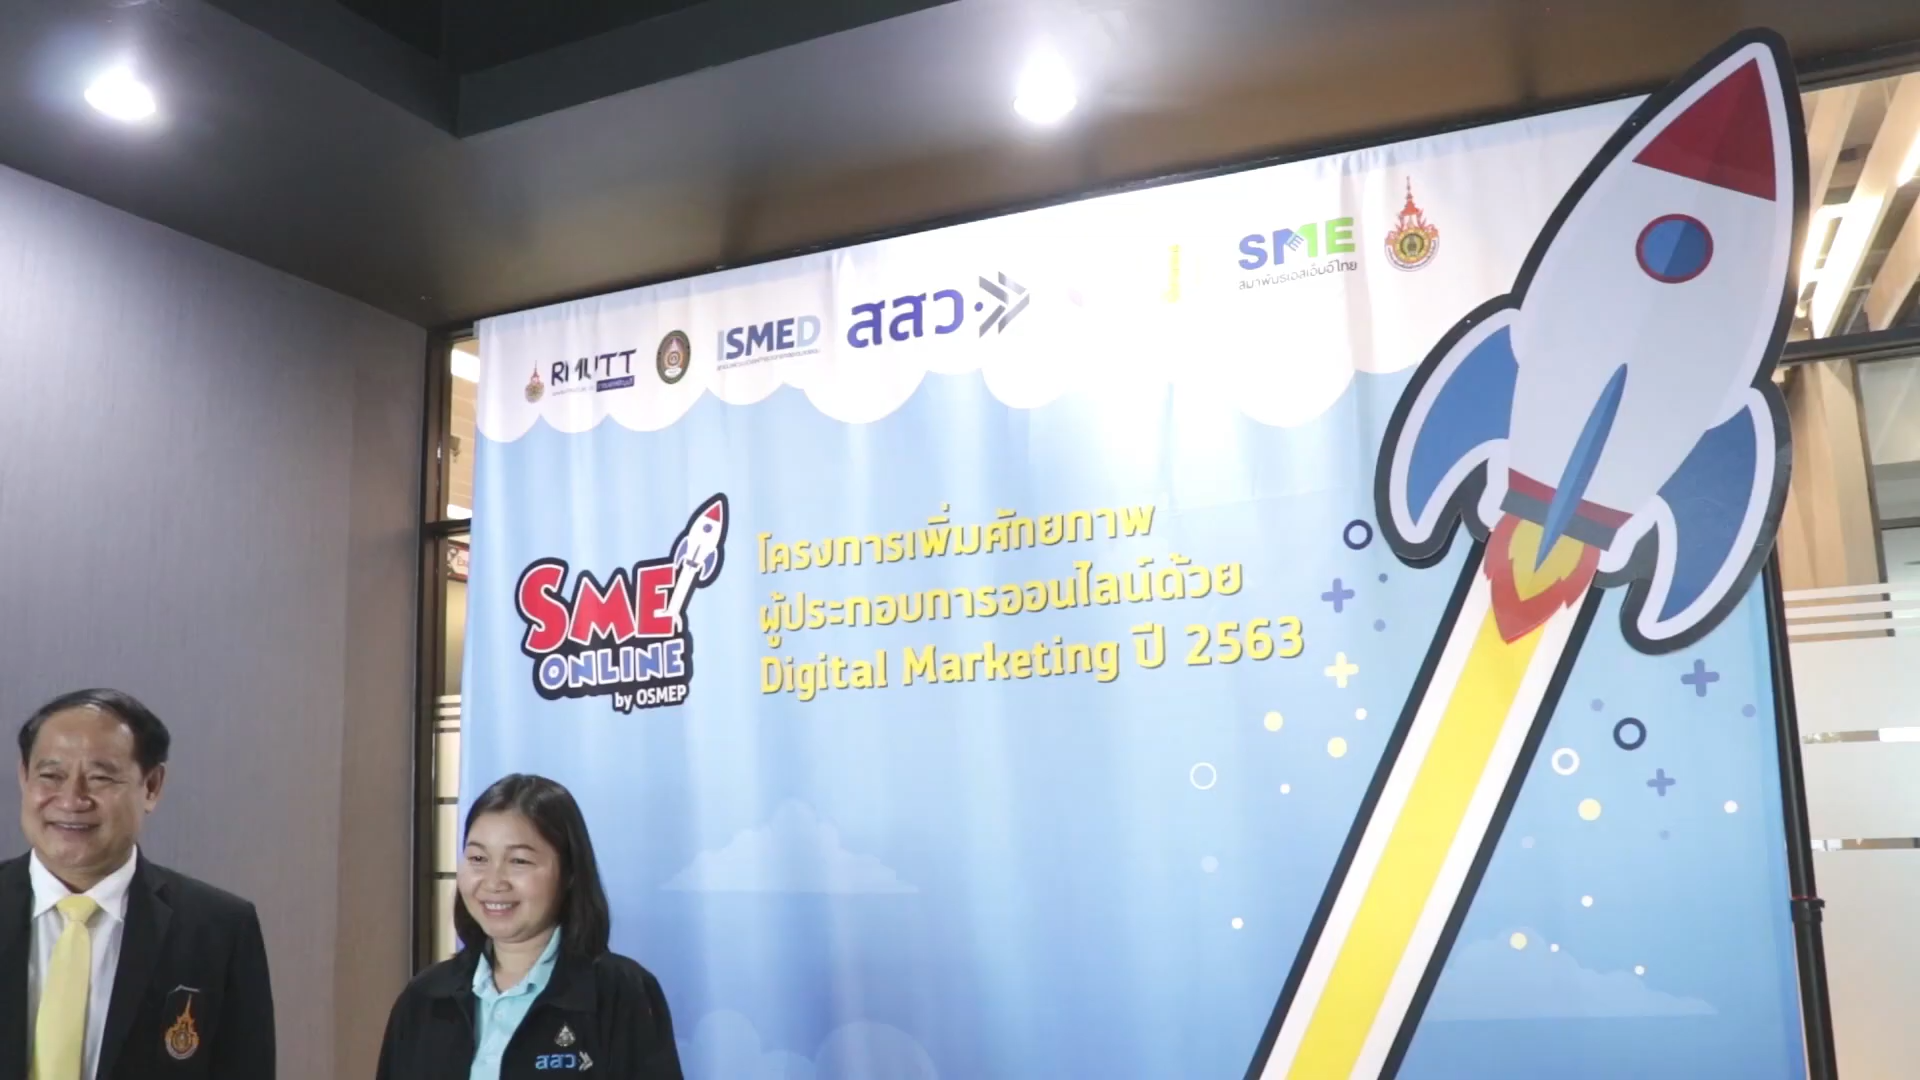 RMUTT
ISMED
สสว
SME
สมาพันธ์เอสเอ็มอีไทย
SME
ONLINE
by OSMEP
โครงการเพิ่มศักยภาพ
ผู้ประกอบการออนไลน์ด้วย
Digital Marketing ปี 2563
สสว